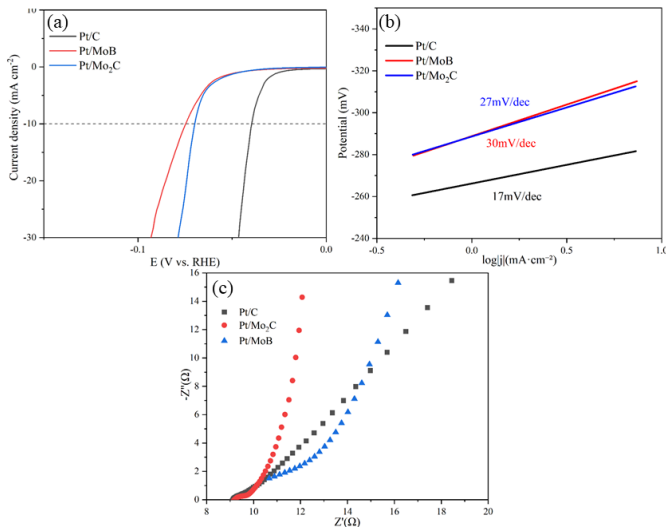 (a)
Pt/C
Pt/MoB
Pt/Mo₂C
10
0
-10
-20
-30
Current density (mA cm⁻²)
-0.1
0.0
E (V vs. RHE)
(b)
Pt/C
Pt/MoB
Pt/Mo₂C
27mV/dec
30mV/dec
17mV/dec
-350
-340
-320
-300
-280
-260
-240
Potential (mV)
-0.5
0.0
0.5
1.0
log|j|(mA·cm⁻²)
(c)
Pt/C
Pt/Mo₂C
Pt/MoB
16
14
12
10
8
6
4
2
0
-Z''(Ω)
8
10
12
14
16
18
20
Z'(Ω)